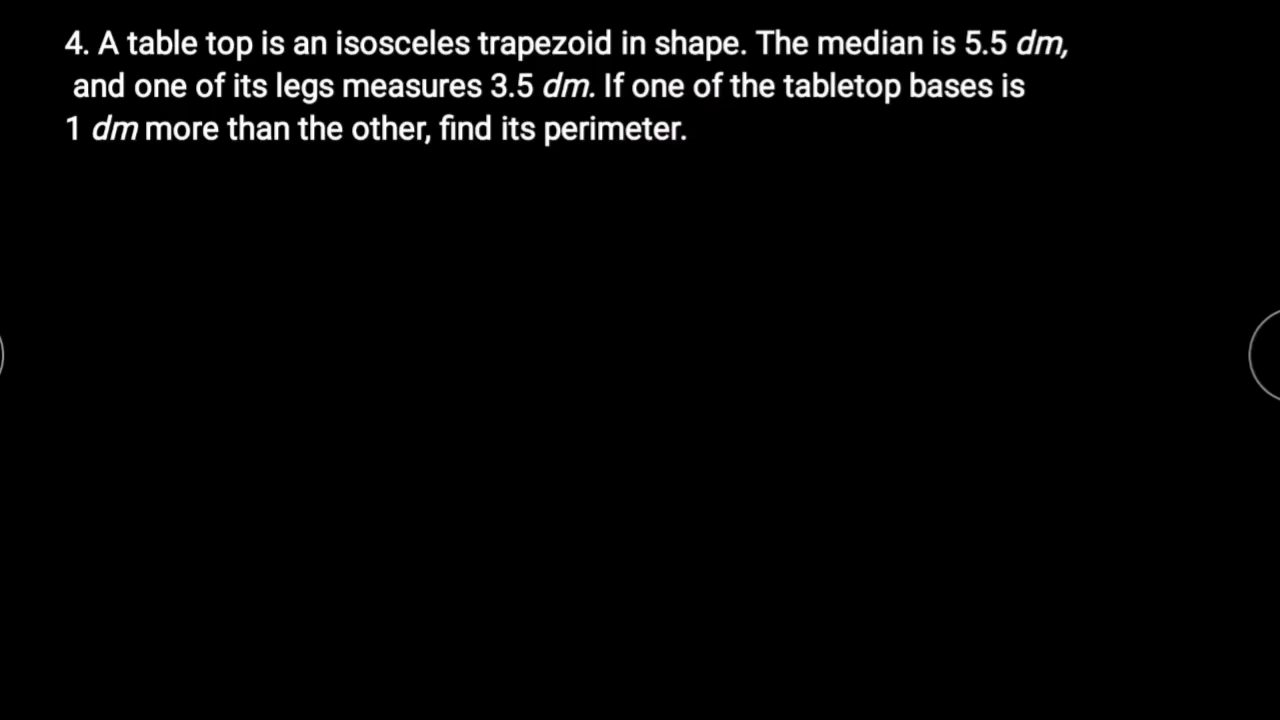 4. A table top is an isosceles trapezoid in shape. The median is 5.5 dm,
and one of its legs measures 3.5 dm. If one of the tabletop bases is
1 dm more than the other, find its perimeter.